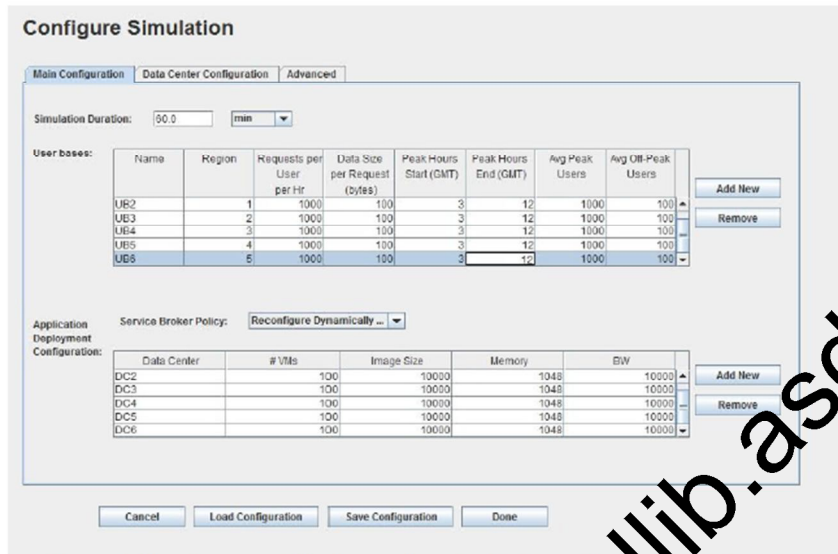 Configure Simulation
Main Configuration Data Center Configuration Advanced
Simulation Duration: 60.0 min
User bases:
Name Region Requests per User per Hr Data Size per Request (bytes) Peak Hours Start (GMT) Peak Hours End (GMT) Avg Peak Users Avg Off-Peak Users
UB2 1 1000 100 3 12 1000 100
UB3 2 1000 100 3 12 1000 100
UB4 3 1000 100 3 12 1000 100
UB5 4 1000 100 3 12 1000 100
UB6 5 1000 100 3 12 1000 100
Add New
Remove
Application Deployment Configuration:
Service Broker Policy: Reconfigure Dynamically ...
Data Center # VMs Image Size Memory BW
DC2 100 10000 1048 10000
DC3 100 10000 1048 10000
DC4 100 10000 1048 10000
DC5 100 10000 1048 10000
DC6 100 10000 1048 10000
Add New
Remove
Cancel Load Configuration Save Configuration Done